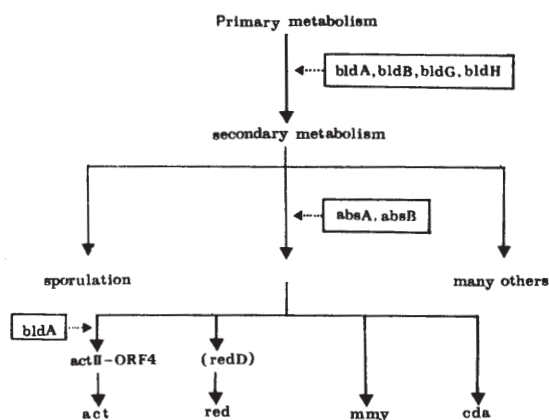 Primary metabolism
bldA, bldB, bldG, bldH
secondary metabolism
absA, absB
sporulation
many others
bldA
actⅡ-ORF4
(redD)
act
red
mmy
cda